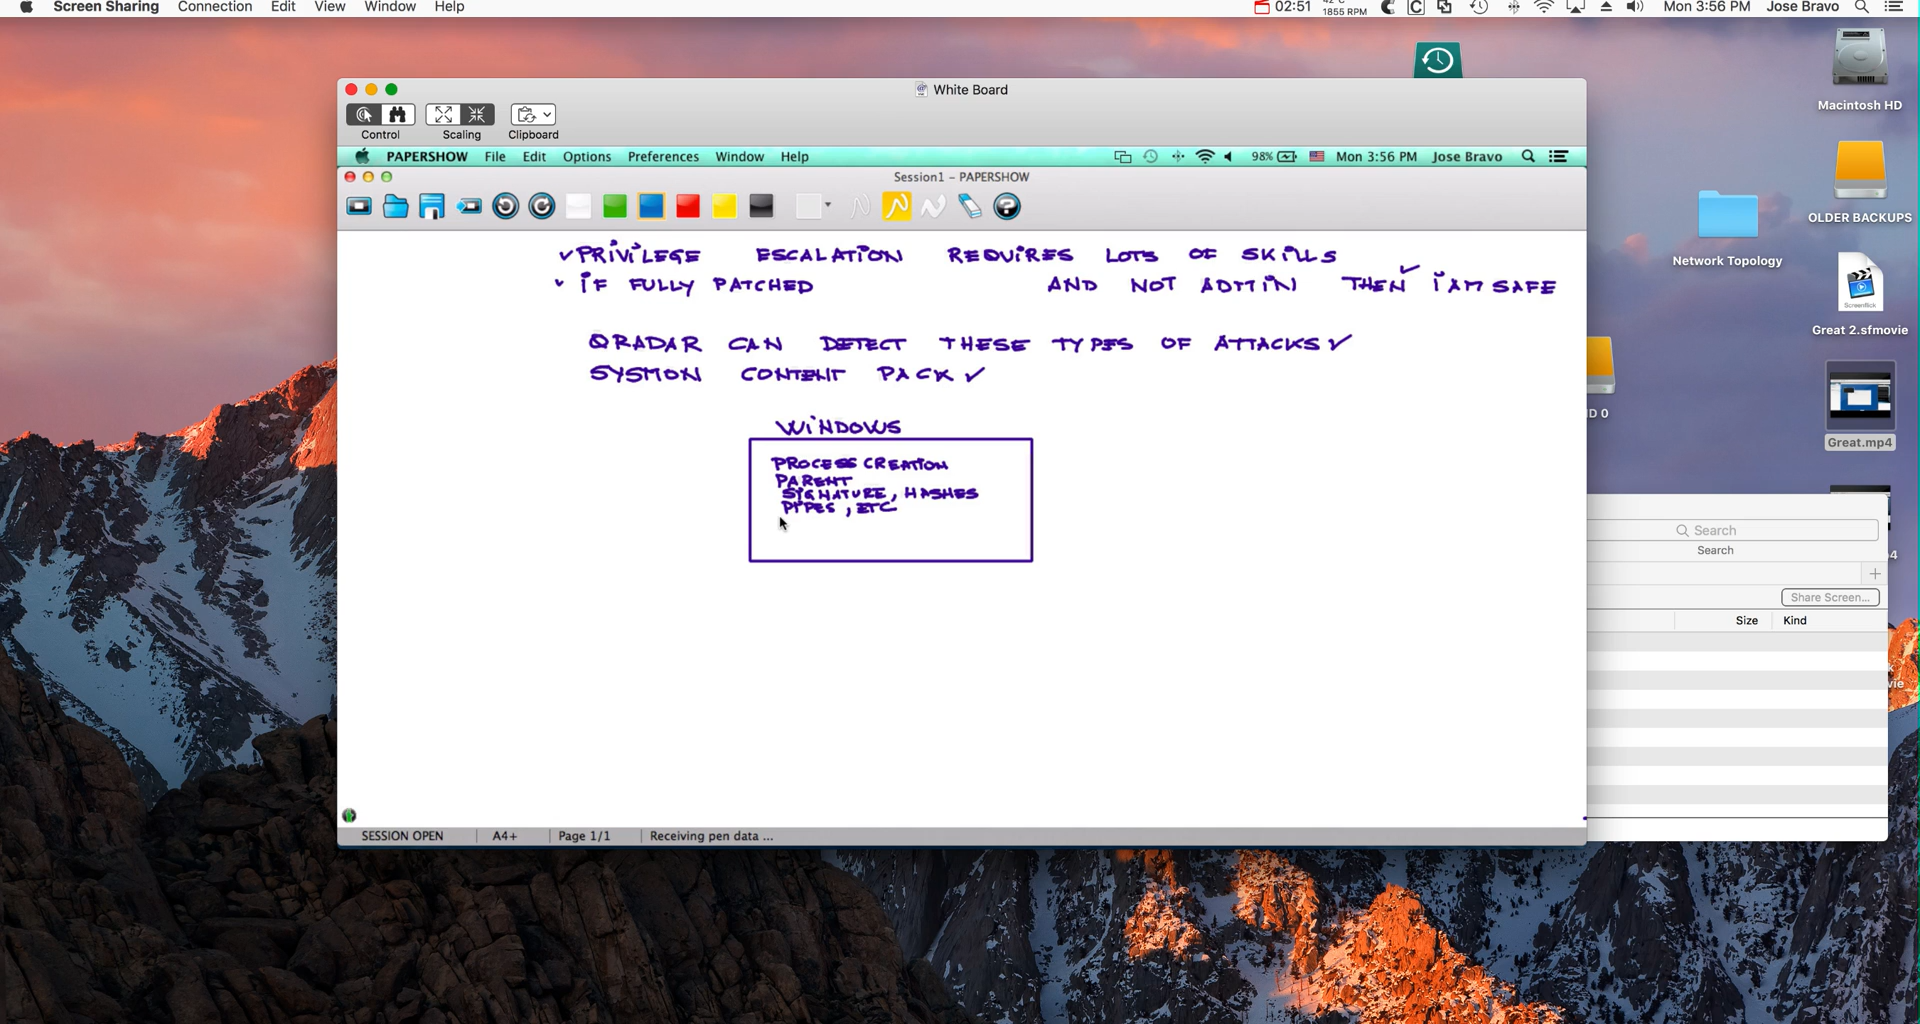 Screen Sharing Connection Edit View Window Help 02:51 1855 RPM Mon 3:56 PM Jose Bravo
White Board
Control Scaling Clipboard
PAPERSHOW File Edit Options Preferences Window Help 98% Mon 3:56 PM Jose Bravo
Session1 - PAPERSHOW
✓ PRIVILEGE ESCALATION REQUIRES LOTS OF SKILLS
✓ IF FULLY PATCHED AND NOT ADMIN THEN ✓ I AM SAFE
QRADAR CAN DETECT THESE TYPES OF ATTACKS ✓
SYSMON CONTENT PACK ✓
WINDOWS
PROCESS CREATION
PARENT
SIGNATURE, HASHES
PIPES, ETC
SESSION OPEN A4+ Page 1/1 Receiving pen data ...
Macintosh HD
OLDER BACKUPS
Network Topology
Screenflick
Great 2.sfmovie
D 0
Great.mp4
Search
Search
4
+
Share Screen...
Size Kind